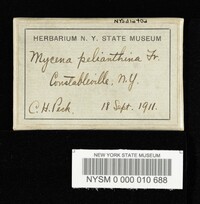 HERBARIUM N. Y. STATE MUSEUM
Mycena pelianthina Fr.
Constableville, N.Y.
C.H. Peck. 18 Sept. 1911.
NEW YORK STATE MUSEUM
NYSM 0 000 010 688